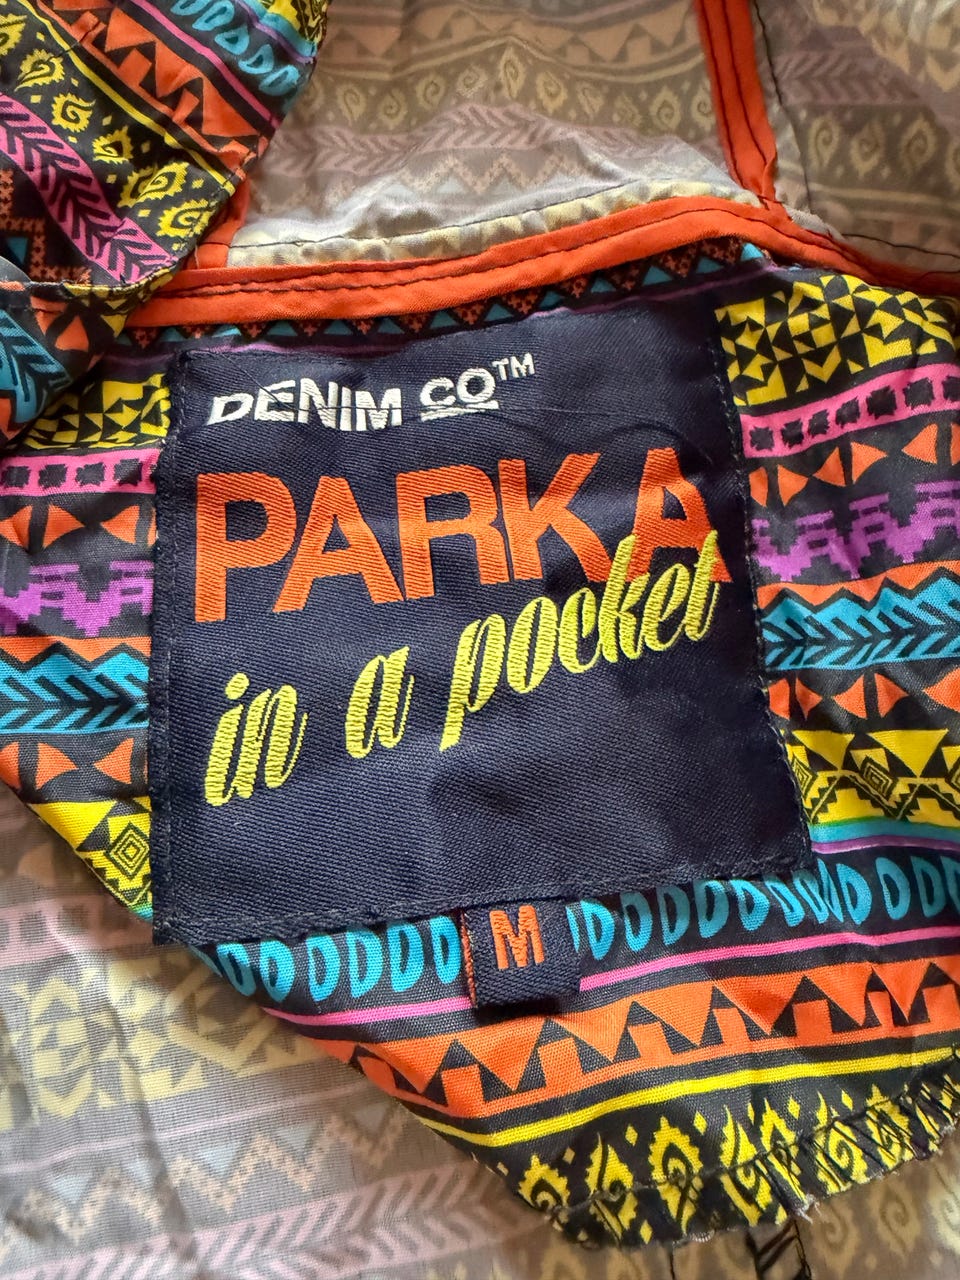 DENIM CO™
PARKA
in a pocket
M